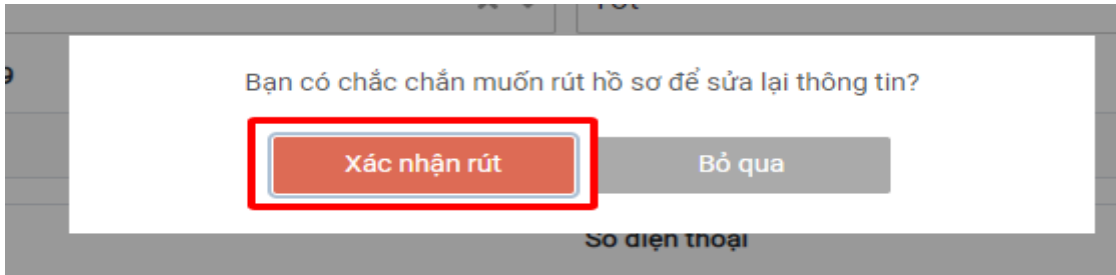 9
Bạn có chắc chắn muốn rút hồ sơ để sửa lại thông tin?
Xác nhận rút
Bỏ qua
Số điện thoại